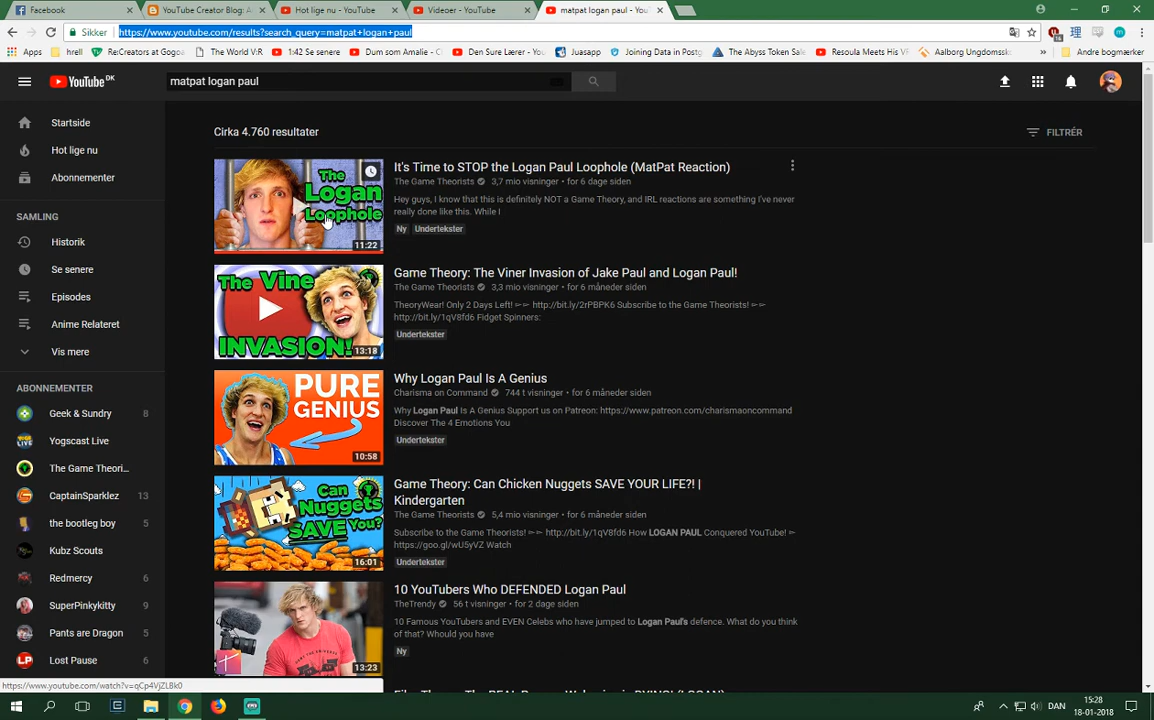 Facebook
YouTube Creator Blog: A
Hot lige nu - YouTube
Videoer - YouTube
matpat logan paul - You
Sikker
https://www.youtube.com/results?search_query=matpat+logan+paul
Apps
hrell
Re:Creators at Gogoa
The World V:R
1:42 Se senere
Dum som Amalie - C
Den Sure Lærer - You
Juusapp
Joining Data in Postg
The Abyss Token Sale
Resoula Meets His V
Aalborg Ungdomssko
Andre bogmærker
YouTube DK
matpat logan paul
Startside
Hot lige nu
Abonnementer
SAMLING
Historik
Se senere
Episodes
Anime Relateret
Vis mere
ABONNEMENTER
Geek & Sundry 8
Yogscast Live
The Game Theori...
CaptainSparklez 13
the bootleg boy 5
Kubz Scouts
Redmercy 6
SuperPinkykitty 9
Pants are Dragon 5
Lost Pause 6
Cirka 4.760 resultater
FILTRÉR
The
Logan
Loophole
11:22
It's Time to STOP the Logan Paul Loophole (MatPat Reaction)
The Game Theorists • 3,7 mio visninger • for 6 dage siden
Hey guys, I know that this is definitely NOT a Game Theory, and IRL reactions are something I've never
really done like this. While I
Ny Undertekster
The Vine
INVASION!
13:18
Game Theory: The Viner Invasion of Jake Paul and Logan Paul!
The Game Theorists • 3,3 mio visninger • for 6 måneder siden
TheoryWear! Only 2 Days Left! ►► http://bit.ly/2rPBPK6 Subscribe to the Game Theorists! ►►
http://bit.ly/1qV8fd6 Fidget Spinners:
Undertekster
PURE
GENIUS
10:58
Why Logan Paul Is A Genius
Charisma on Command • 744 t visninger • for 6 måneder siden
Why Logan Paul Is A Genius Support us on Patreon: https://www.patreon.com/charismaoncommand
Discover The 4 Emotions You
Undertekster
Can
Nuggets
SAVE You?
16:01
Game Theory: Can Chicken Nuggets SAVE YOUR LIFE?! |
Kindergarten
The Game Theorists • 5,4 mio visninger • for 6 måneder siden
Subscribe to the Game Theorists! ►► http://bit.ly/1qV8fd6 How LOGAN PAUL Conquered YouTube! ►
https://goo.gl/wU5yVZ Watch
Undertekster
13:23
10 YouTubers Who DEFENDED Logan Paul
TheTrendy • 56 t visninger • for 2 dage siden
10 Famous YouTubers and EVEN Celebs who have jumped to Logan Paul's defence. What do you think
of that? Would you have
Ny
https://www.youtube.com/watch?v=qCp4VjZLBk0
DAN
15:28
18-01-2018